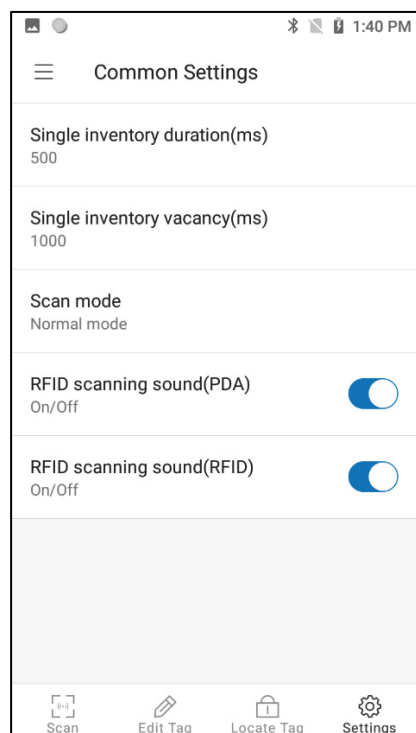 1:40 PM
Common Settings
Single inventory duration(ms)
500
Single inventory vacancy(ms)
1000
Scan mode
Normal mode
RFID scanning sound(PDA)
On/Off
RFID scanning sound(RFID)
On/Off
Scan Edit Tag Locate Tag Settings